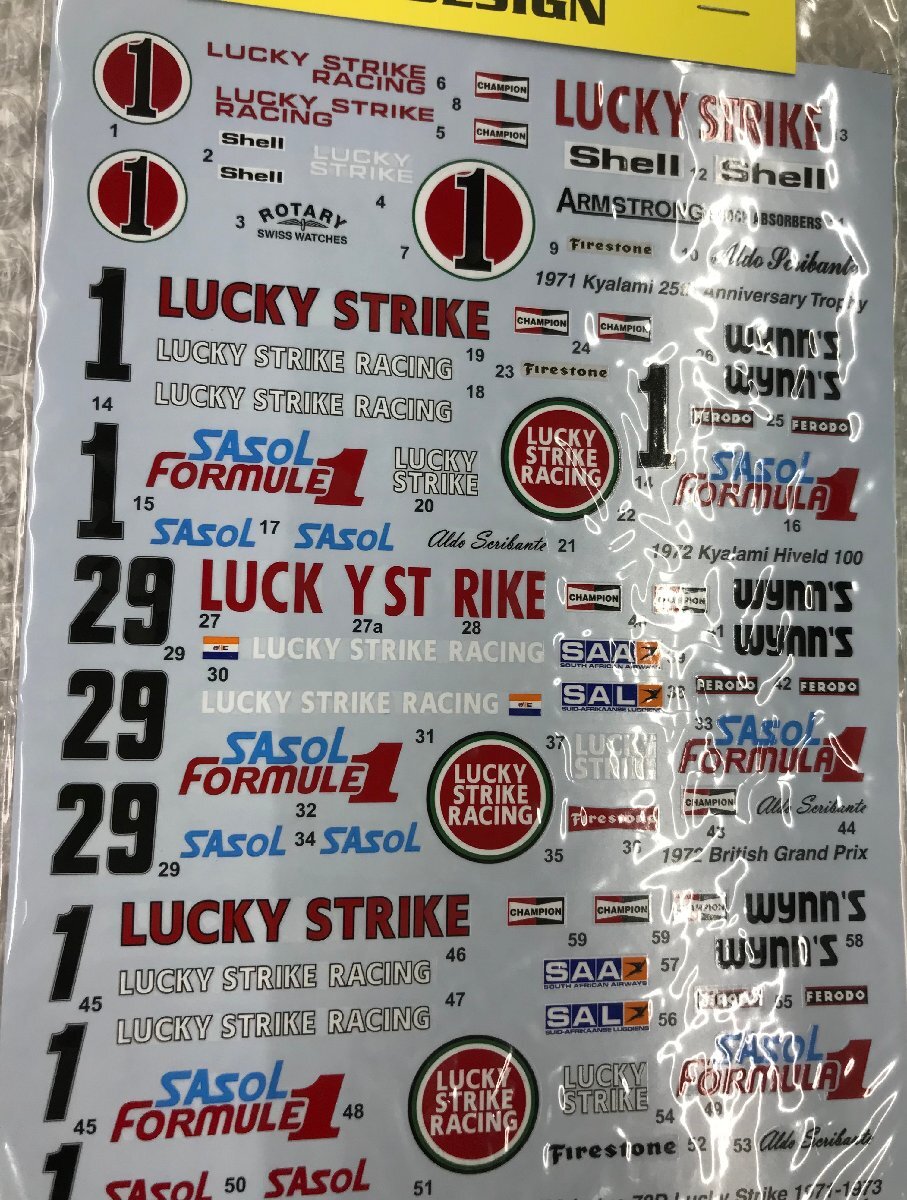 DESIGN
1
LUCKY STRIKE
RACING 6
8 CHAMPION
LUCKY STRIKE
LUCKY STRIKE
RACING 5
CHAMPION
1
2 Shell
Shell
LUCKY
STRIKE
4
Shell 12 Shell
1
3 ROTARY
SWISS WATCHES
7
1
ARMSTRONG
ABSORBERS
9 Firestone
10 Aldo Scribante
1971 Kyalami 25th Anniversary Trophy
1
14
LUCKY STRIKE
19
LUCKY STRIKE RACING
18
LUCKY STRIKE RACING
CHAMPION CHAMPION
24
23 Firestone
WYNN'S
WYNN'S
FERODO 25 FERODO
1
14
1
SASOL
FORMULE 1
15
LUCKY
STRIKE
20
LUCKY
STRIKE
RACING
22
SASOL
FORMULA 1
16
SASOL 17 SASOL
Aldo Scribante 21
1972 Kyalami Hiveld 100
29
29
LUCK Y ST RIKE
27 27a 28
CHAMPION CHAMPION
WYNN'S
WYNN'S
30
LUCKY STRIKE RACING
SAA
SOUTH AFRICAN AIRWAYS
29
LUCKY STRIKE RACING
SAL
SUID-AFRIKAANSE LUGDIENS
FERODO 42 FERODO
31
SASOL
FORMULE 1
32
LUCKY
STRIKE
RACING
35
37
LUCKY
STRIKE
33
SASOL
FORMULA 1
29
29
SASOL 34 SASOL
Firestone
36
CHAMPION
43
Aldo Scribante
44
1972 British Grand Prix
1
45
LUCKY STRIKE
46
LUCKY STRIKE RACING
47
LUCKY STRIKE RACING
CHAMPION CHAMPION CHAMPION
59 59
WYNN'S
WYNN'S 58
SAA 57
SOUTH AFRICAN AIRWAYS
SAL 56
SUID-AFRIKAANSE LUGDIENS
FERODO 55 FERODO
1
45
SASOL
FORMULE 1 48
LUCKY
STRIKE
RACING
51
LUCKY
STRIKE
54
SASOL
FORMULA 1
49
Firestone 52
53 Aldo Scribante
1
SASOL 50 SASOL
Lucky Strike 1971-1973